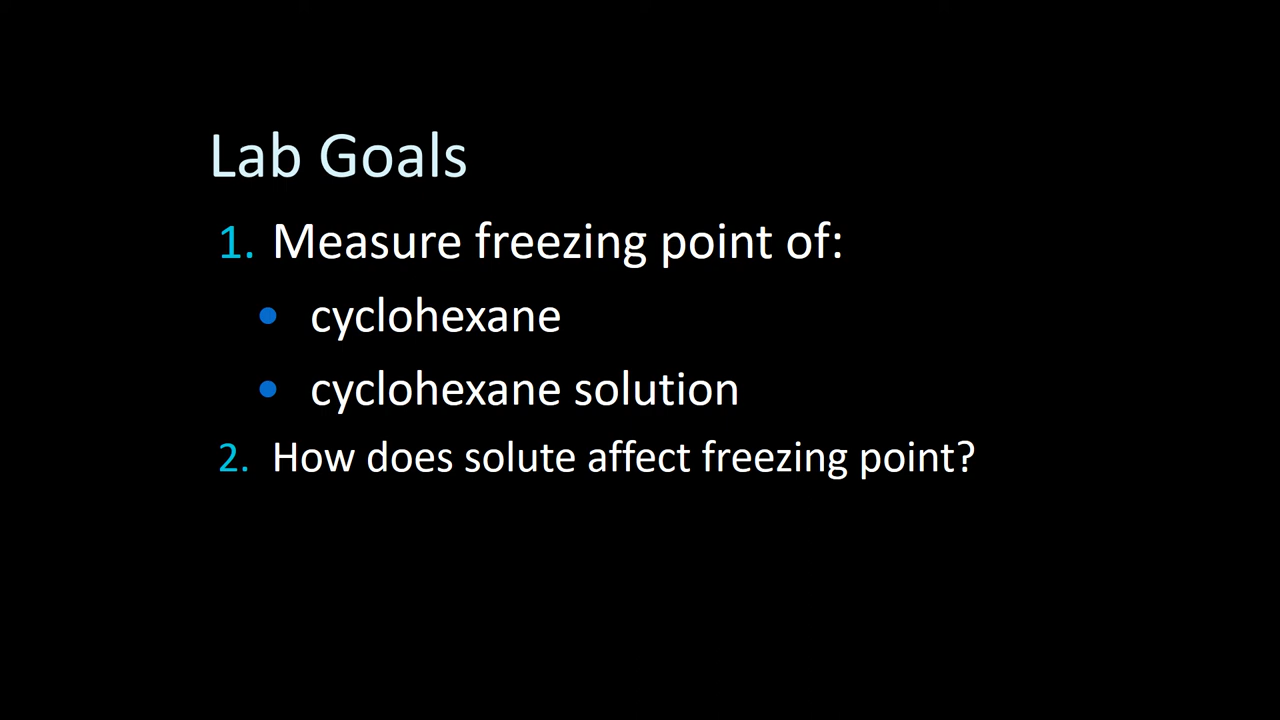 Lab Goals
1. Measure freezing point of:
• cyclohexane
• cyclohexane solution
2. How does solute affect freezing point?